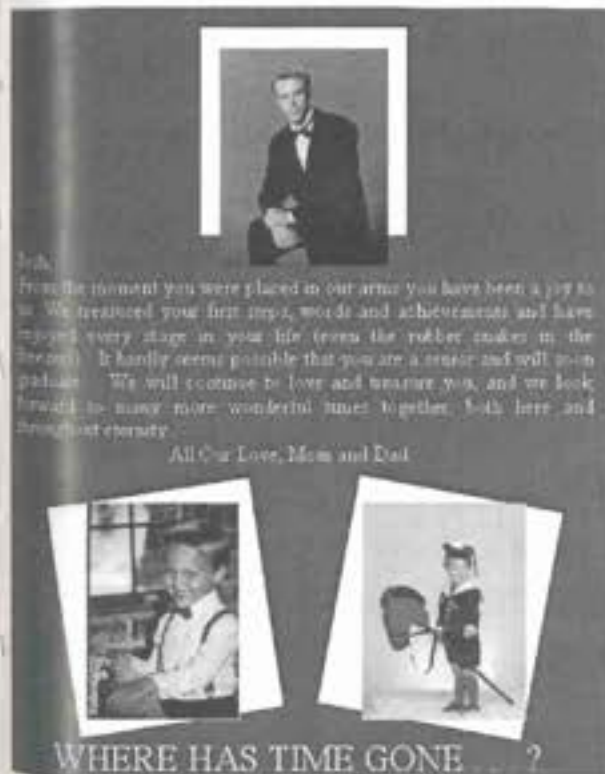 From the moment you were placed in our arms you have been a joy to
us. We treasured your first steps, words and achievements and have
enjoyed every stage in your life (even the rubber snakes in the
It hardly seems possible that you are a senior and will soon
graduate. We will continue to love and treasure you, and we look
forward to many more wonderful times together, both here and
throughout eternity.
All Our Love, Mom and Dad
WHERE HAS TIME GONE . . . ?